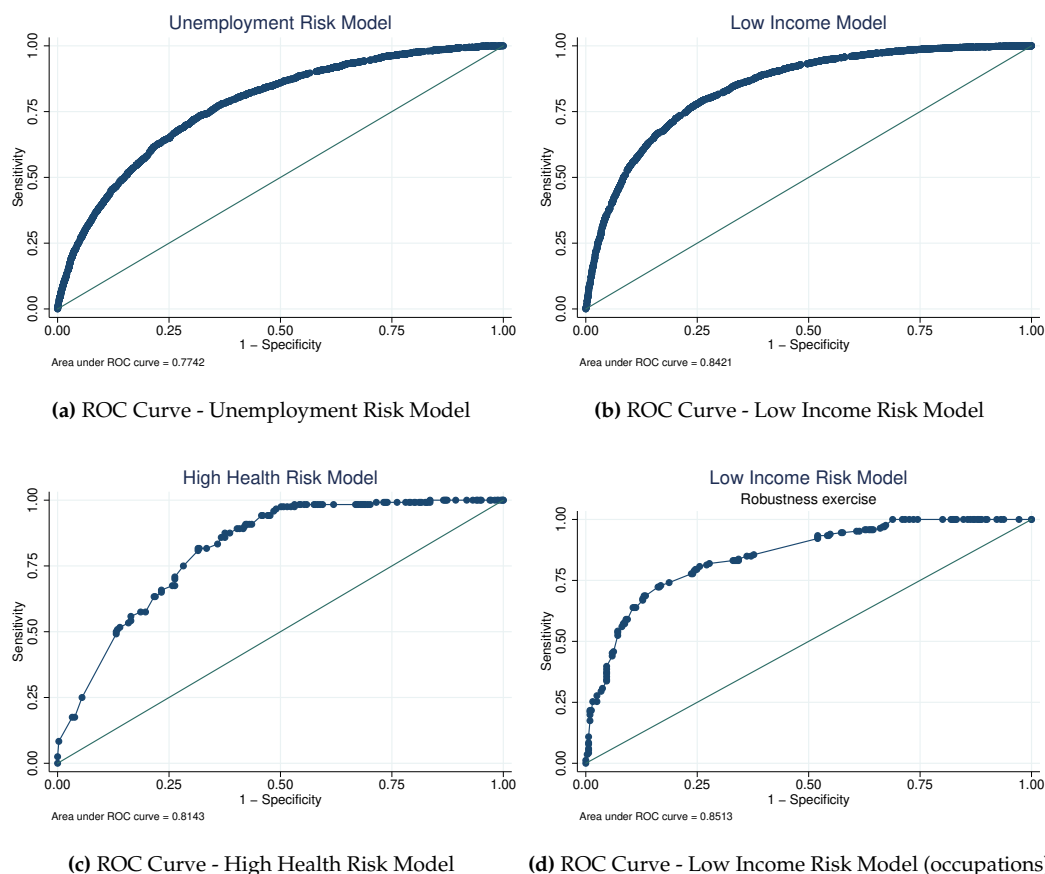 Unemployment Risk Model
Sensitivity
1.00
0.75
0.50
0.25
0.00
0.00 0.25 0.50 0.75 1.00
1 − Specificity
Area under ROC curve = 0.7742
(a) ROC Curve - Unemployment Risk Model
Low Income Model
Sensitivity
1.00
0.75
0.50
0.25
0.00
0.00 0.25 0.50 0.75 1.00
1 − Specificity
Area under ROC curve = 0.8421
(b) ROC Curve - Low Income Risk Model
High Health Risk Model
Sensitivity
1.00
0.75
0.50
0.25
0.00
0.00 0.25 0.50 0.75 1.00
1 − Specificity
Area under ROC curve = 0.8143
(c) ROC Curve - High Health Risk Model
Low Income Risk Model
Robustness exercise
Sensitivity
1.00
0.75
0.50
0.25
0.00
0.00 0.25 0.50 0.75 1.00
1 − Specificity
Area under ROC curve = 0.8513
(d) ROC Curve - Low Income Risk Model (occupations)